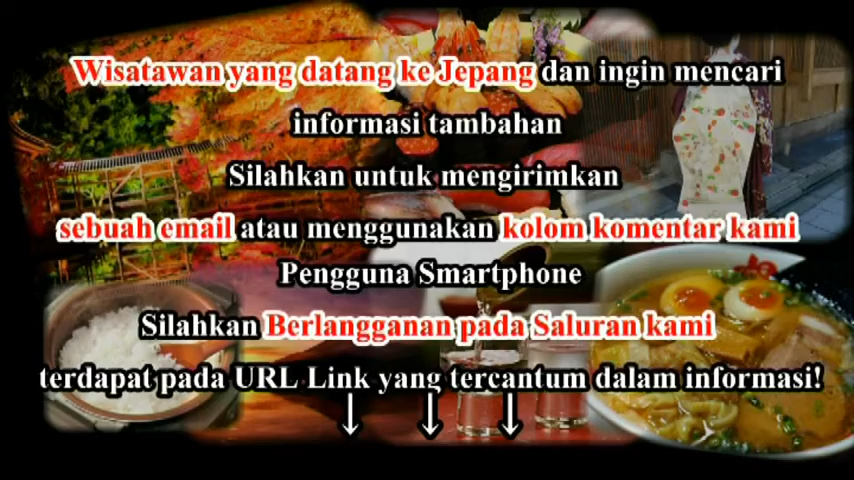 Wisatawan yang datang ke Jepang dan ingin mencari
informasi tambahan
Silahkan untuk mengirimkan
sebuah email atau menggunakan kolom komentar kami
Pengguna Smartphone
Silahkan Berlangganan pada Saluran kami
terdapat pada URL Link yang tercantum dalam informasi!
↓ ↓ ↓